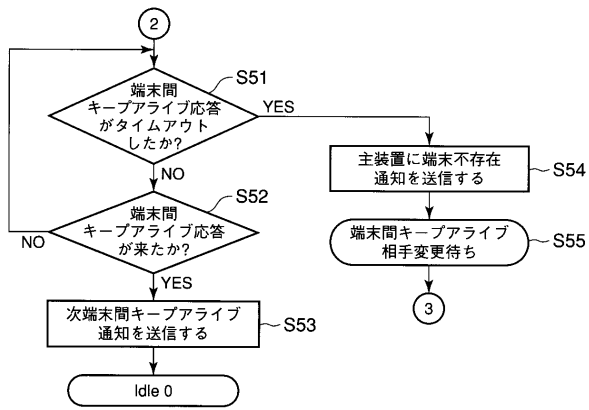 2
端末間
キープアライブ応答
がタイムアウト
したか?
S51
YES
NO
主装置に端末不存在
通知を送信する
S54
端末間
キープアライブ応答
が来たか?
S52
NO
YES
端末間キープアライブ
相手変更待ち
S55
3
次端末間キープアライブ
通知を送信する
S53
Idle 0